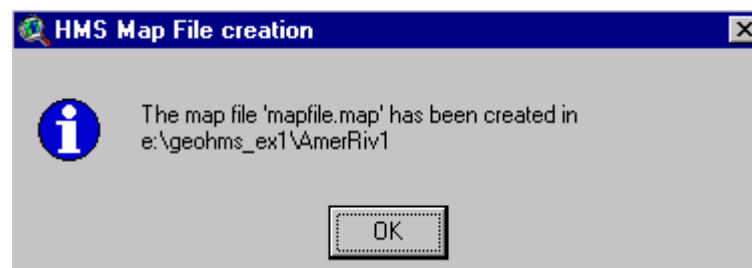 HMS Map File creation
The map file 'mapfile.map' has been created in
e:\geohms_ex1\AmerRiv1
OK